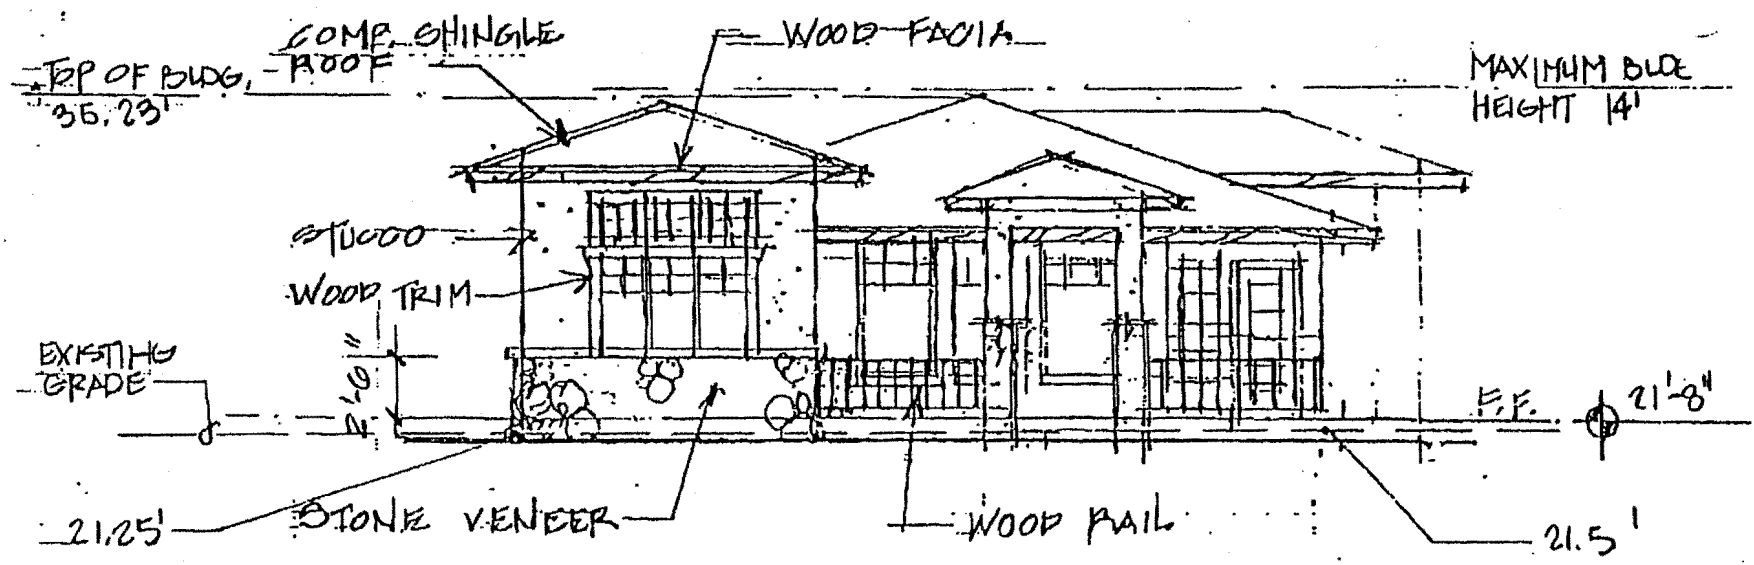 COMP. SHINGLE
ROOF
WOOD FACIA
TOP OF BLDG.
35.23'
MAXIMUM BLDG
HEIGHT 14'
STUCCO
WOOD TRIM
EXISTING
GRADE
2'-6"
F.F.
21'-8"
21.25'
STONE VENEER
WOOD RAIL
21.5'